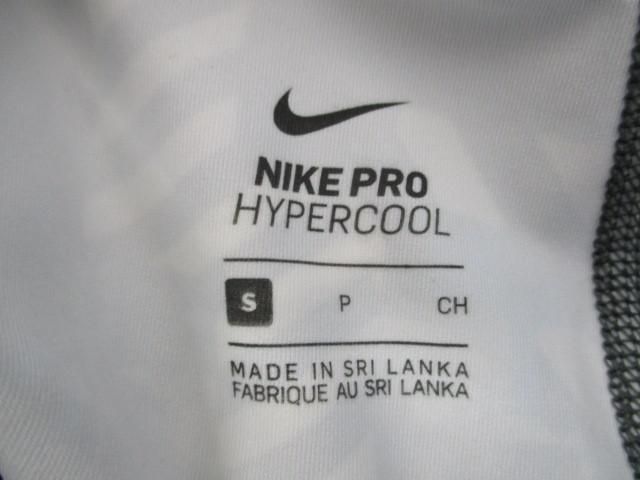 NIKE PRO
HYPERCOOL
S P CH
MADE IN SRI LANKA
FABRIQUE AU SRI LANKA